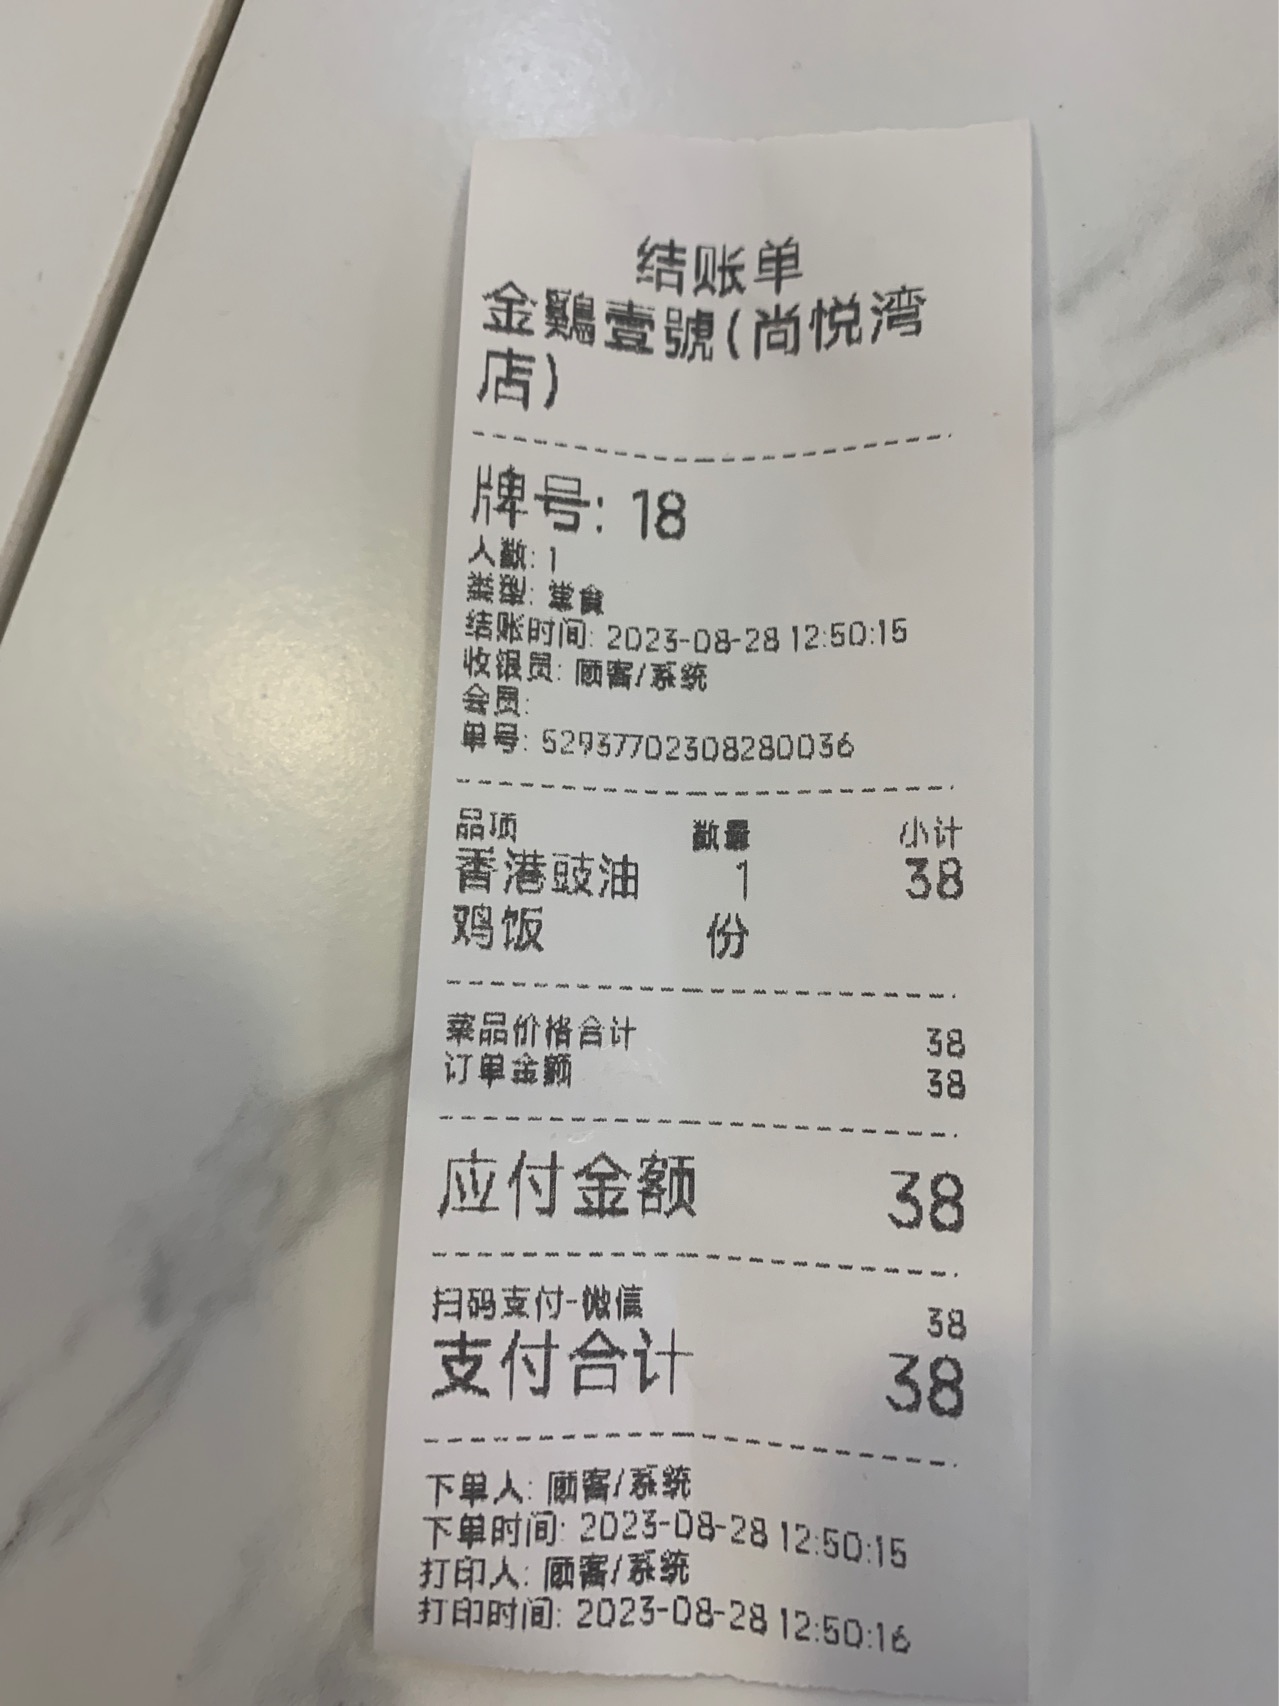 结账单
金鷄壹號(尚悦湾
店)
牌号: 18
人数: 1
类型: 堂食
结账时间: 2023-08-28 12:50:15
收银员: 顾客/系统
会员:
单号: 529377702308280036
品项 数量 小计
香港豉油 1 38
鸡饭 份
菜品价格合计 38
订单金额 38
应付金额 38
扫码支付-微信 38
支付合计 38
下单人: 顾客/系统
下单时间: 2023-08-28 12:50:15
打印人: 顾客/系统
打印时间: 2023-08-28 12:50:16